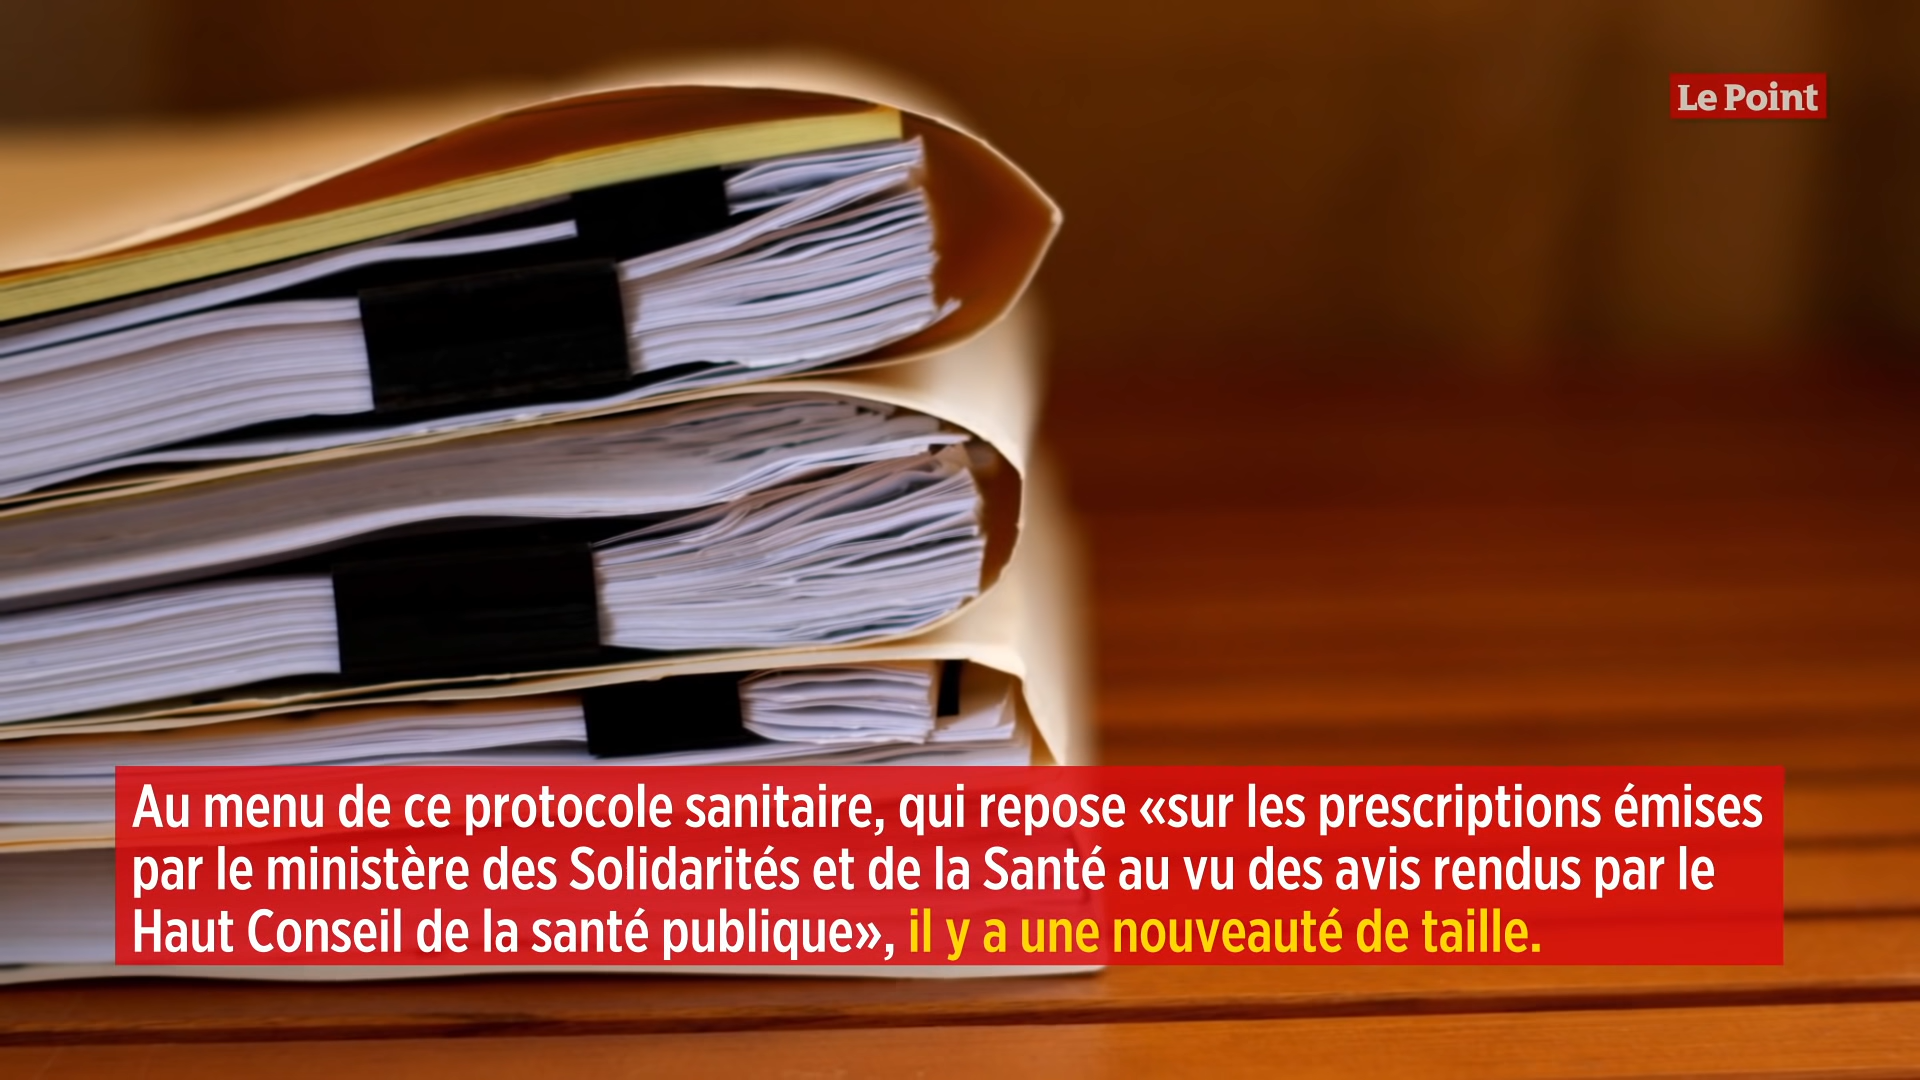 Le Point
Au menu de ce protocole sanitaire, qui repose «sur les prescriptions émises
par le ministère des Solidarités et de la Santé au vu des avis rendus par le
Haut Conseil de la santé publique», il y a une nouveauté de taille.